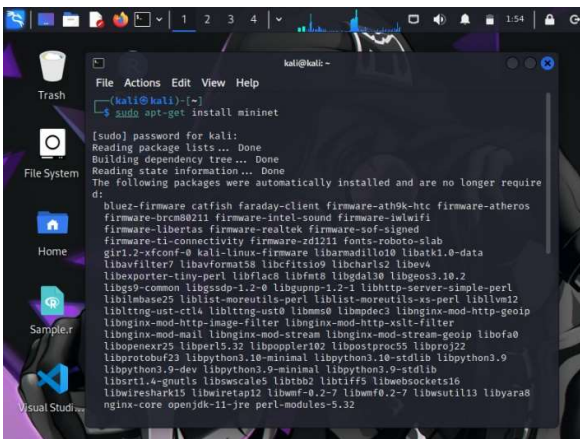 1 2 3 4
1:54
kali@kali: ~
File Actions Edit View Help
Trash
File System
Home
Sample.r
Visual Studi...
(kali㉿kali)-[~]
$ sudo apt-get install mininet
[sudo] password for kali:
Reading package lists... Done
Building dependency tree... Done
Reading state information... Done
The following packages were automatically installed and are no longer require
d:
bluez-firmware catfish faraday-client firmware-ath9k-htc firmware-atheros
firmware-brcm80211 firmware-intel-sound firmware-iwlwifi
firmware-libertas firmware-realtek firmware-sof-signed
firmware-ti-connectivity firmware-zd1211 fonts-roboto-slab
gir1.2-xfconf-0 kali-linux-firmware libarmadillo10 libatk1.0-data
libavfilter7 libavformat58 libcfitsio9 libcharls2 libev4
libexporter-tiny-perl libflac8 libfmt8 libgdal30 libgeos3.10.2
libgs9-common libgssdp-1.2-0 libgupnp-1.2-1 libhttp-server-simple-perl
libilmbase25 liblist-moreutils-perl liblist-moreutils-xs-perl libllvm12
liblttng-ust-ctl4 liblttng-ust0 libmms0 libmpdec3 libnginx-mod-http-geoip
libnginx-mod-http-image-filter libnginx-mod-http-xslt-filter
libnginx-mod-mail libnginx-mod-stream libnginx-mod-stream-geoip libofa0
libopenexr25 libperl5.32 libpoppler102 libpostproc55 libproj22
libprotobuf23 libpython3.10-minimal libpython3.10-stdlib libpython3.9
libpython3.9-dev libpython3.9-minimal libpython3.9-stdlib
libsrt1.4-gnutls libswscale5 libtbb2 libtiff5 libwebsockets16
libwireshark15 libwiretap12 libwmf-0.2-7 libwmf0.2-7 libwsutil13 libyara8
nginx-core openjdk-11-jre perl-modules-5.32